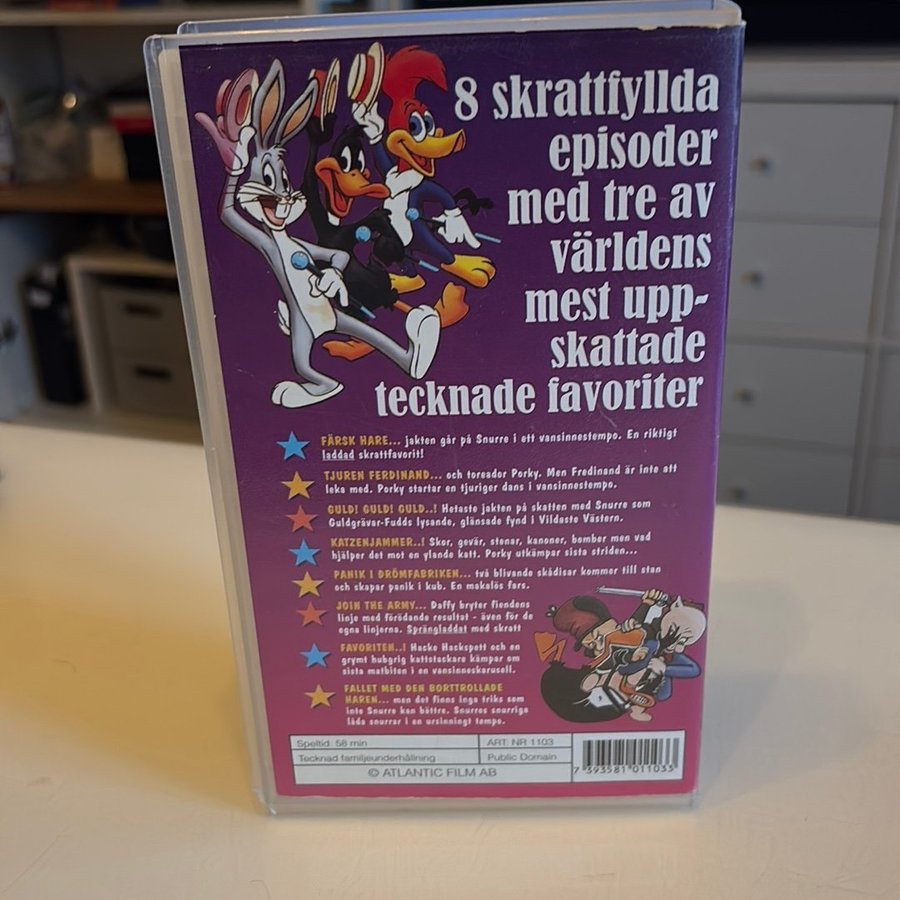 8 skrattfyllda
episoder
med tre av
världens
mest upp-
skattade
tecknade favoriter
FÄRSK HARE... jakten går på Snurre i ett vansinnestempo. En riktigt
laddad skrattfavorit!
TJUREN FERDINAND... och toreador Porky. Men Fredinand är inte att
leka med. Porky startar en tjuriger dans i vansinnestempo.
GULD! GULD! GULD..! Hetaste jakten på skatten med Snurre som
Guldgrävar-Fudds lysande, glänsade fynd i Vildaste Västern.
KATZENJAMMER..! Skor, gevär, stenar, kanoner, bomber men vad
hjälper det mot en ylande katt. Porky utkämpar sista striden...
PANIK I DRÖMFABRIKEN... två blivande skådisar kommer till stan
och skapar panik i kub. En makalös fars.
JOIN THE ARMY... Daffy bryter fiendens
linje med förödande resultat - även för de
egna linjerna. Sprängladdat med skratt
FAVORITEN..! Hacke Hackspett och en
grymt hubgrig kattstackare kämpar om
sista matbiten i en vansinneskarusell.
FALLET MED DEN BORTTROLLADE
HAREN... men det finns inga triks som
inte Snurre kan bättre. Snurres snurriga
låda snurrar i en ursinningt tempo.
Speltid: 58 min
ART: NR 1103
Tecknad familjeunderhållning
Public Domain
© ATLANTIC FILM AB
7 393581 011033